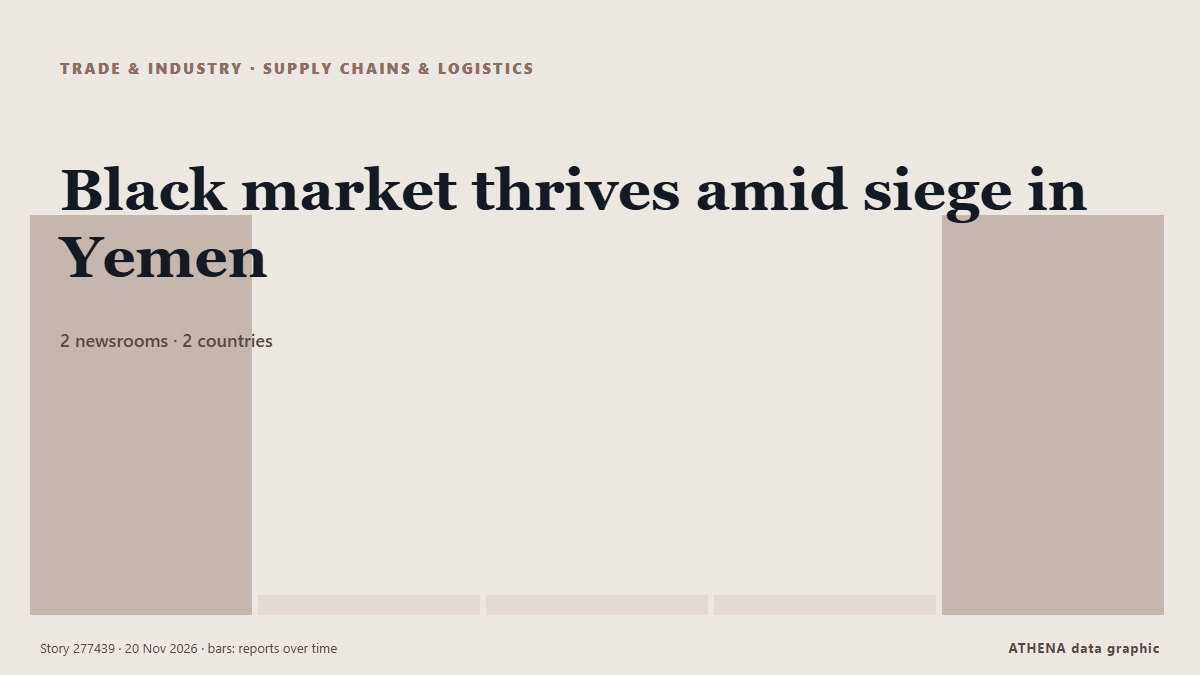 TRADE & INDUSTRY · SUPPLY CHAINS & LOGISTICS
Black market thrives amid siege in
Yemen
2 newsrooms · 2 countries
Story 277439 · 20 Nov 2026 · bars: reports over time
ATHENA data graphic